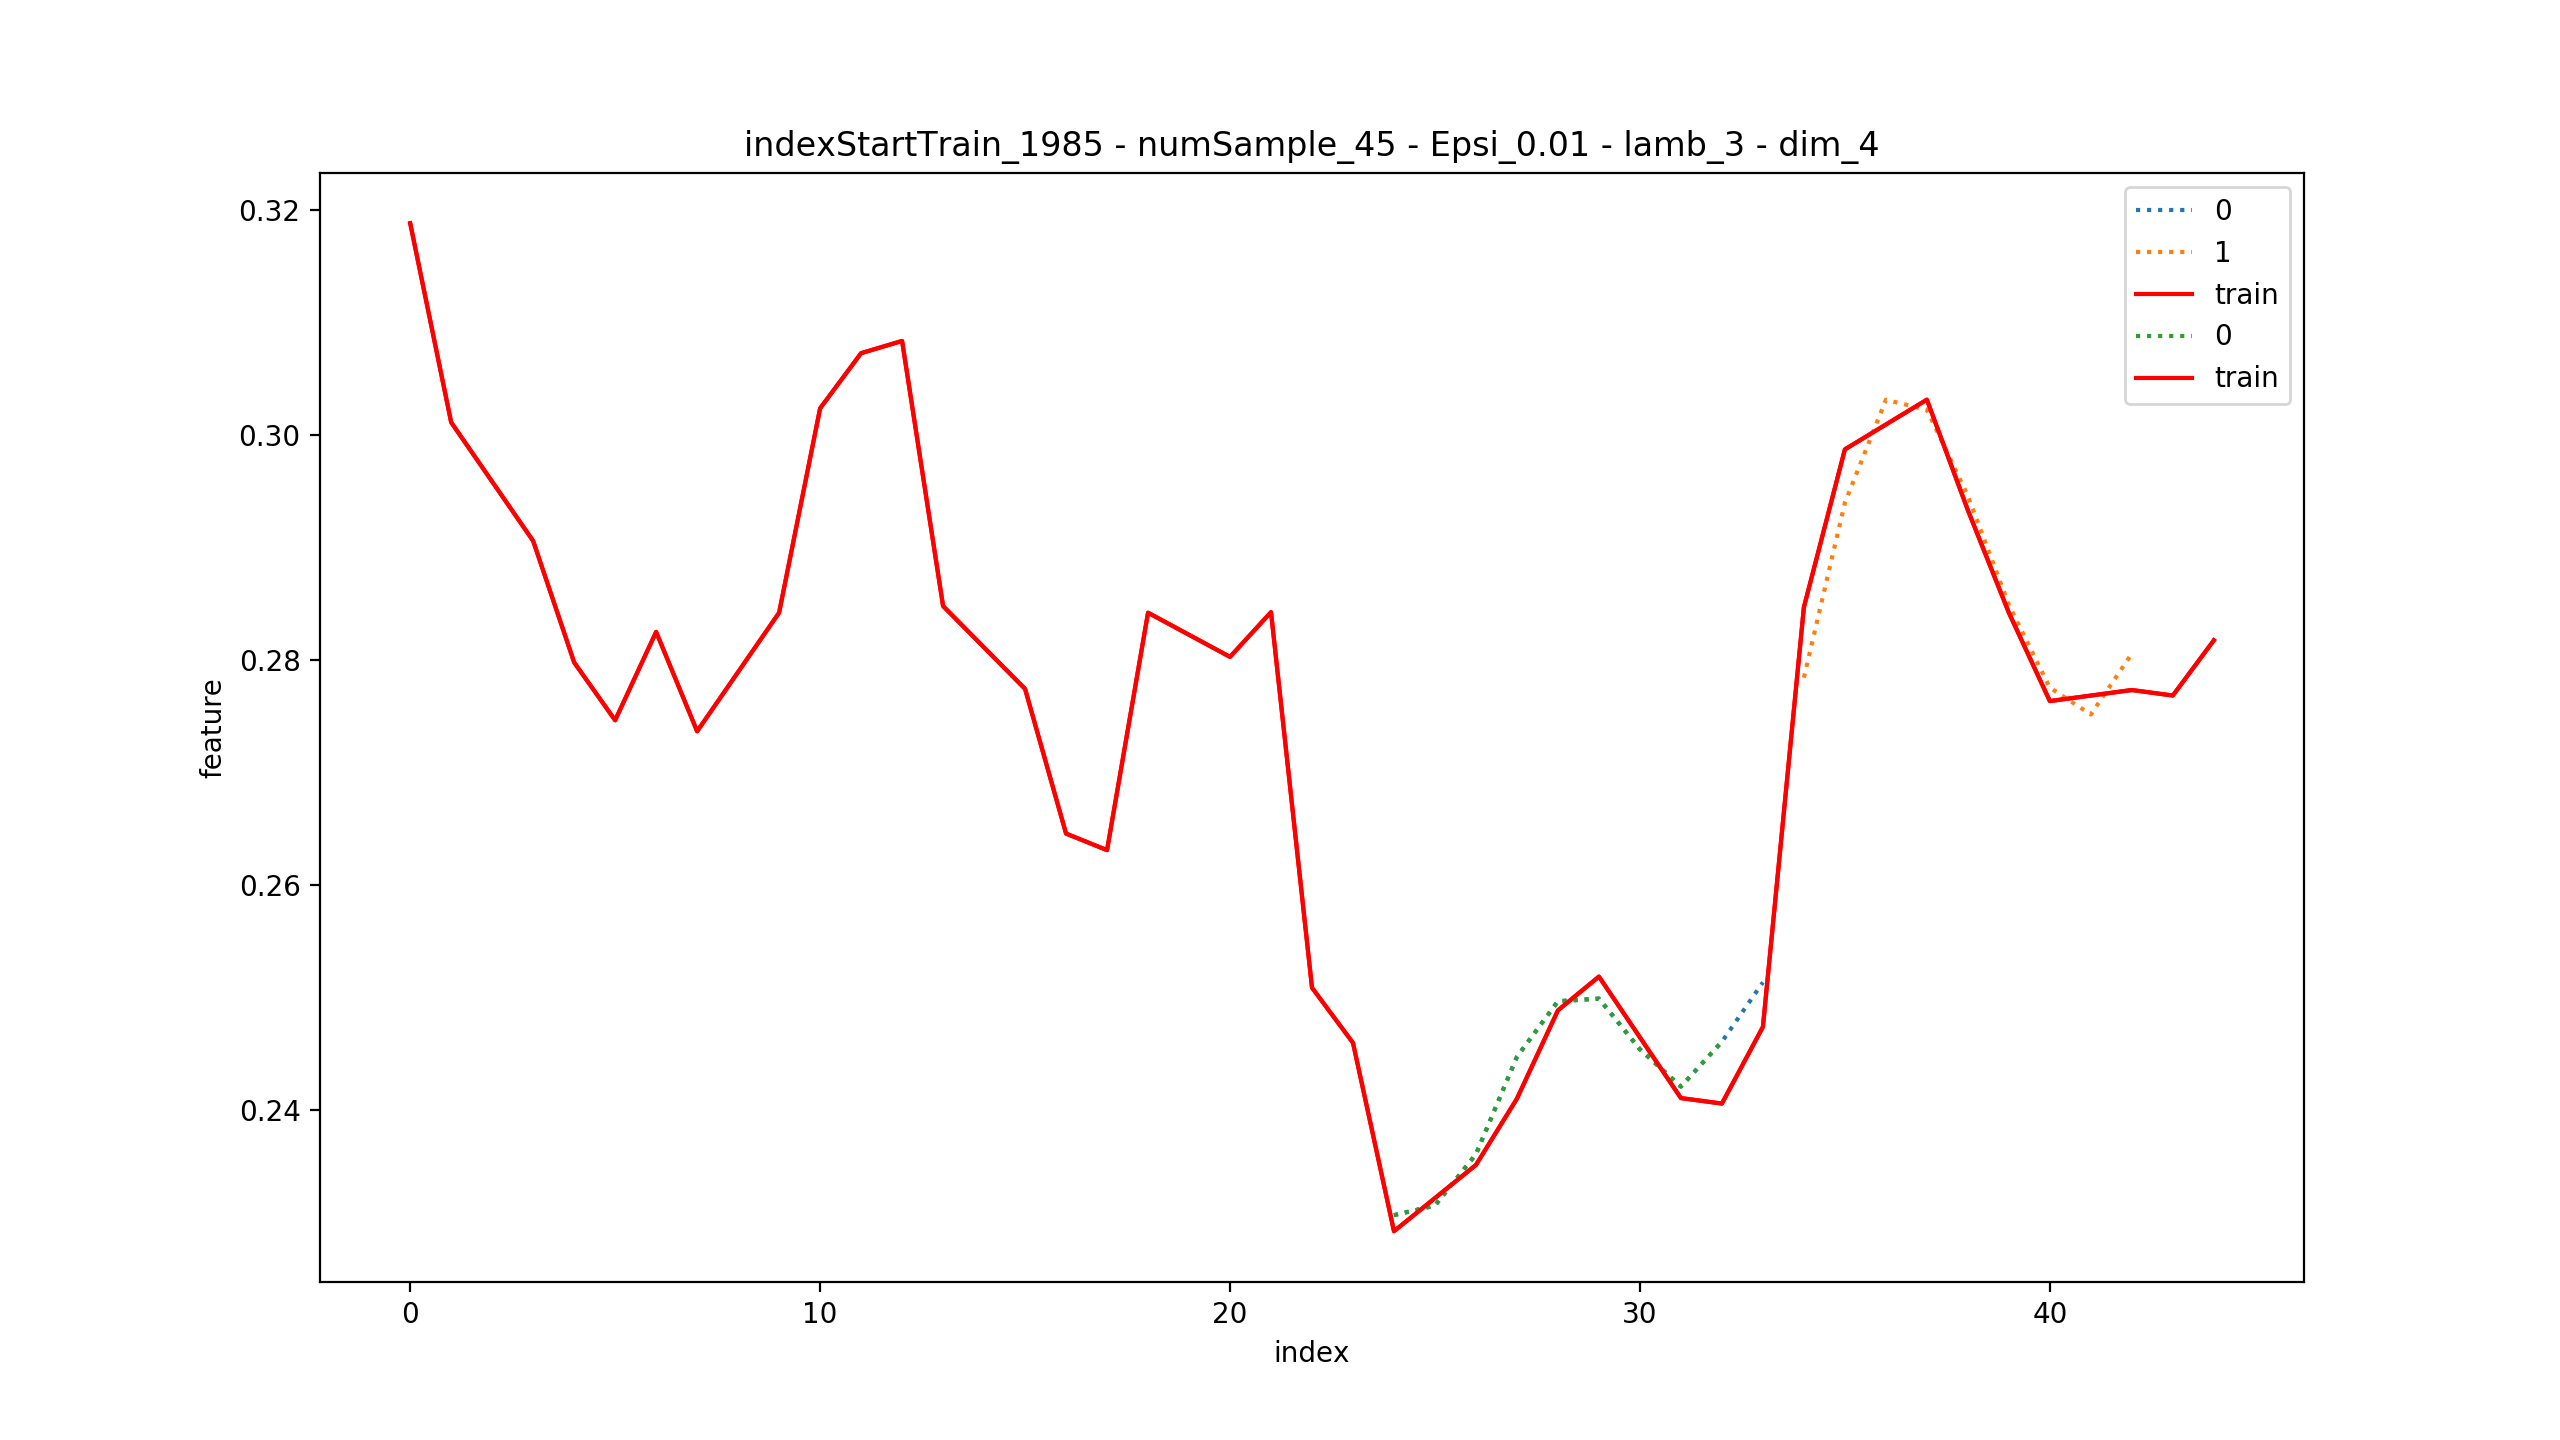 indexStartTrain_1985 - numSample_45 - Epsi_0.01 - lamb_3 - dim_4
0
1
train
0
train
0.32
0.30
0.28
0.26
0.24
feature
0 10 20 30 40
index